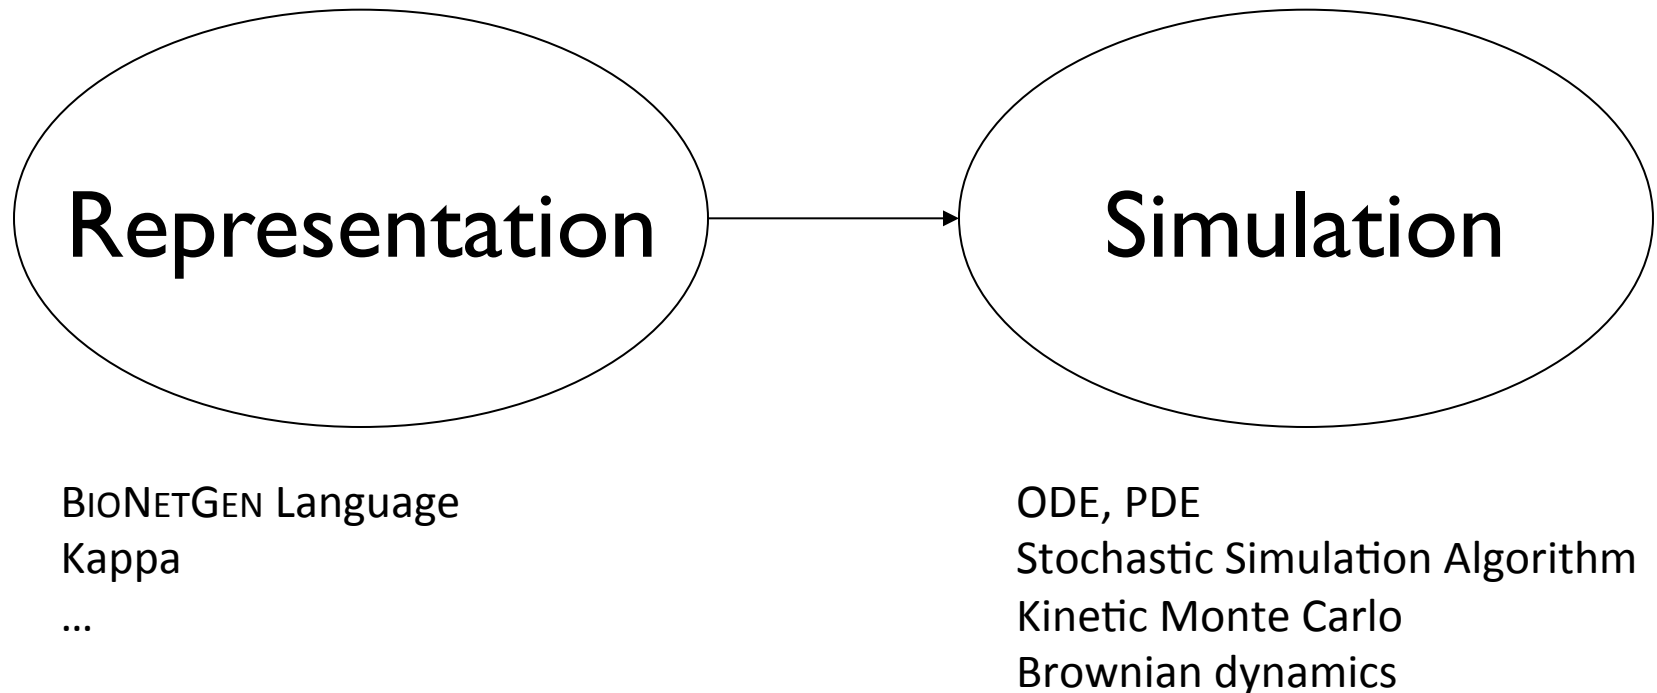 Representation
Simulation
BIONETGEN Language
Kappa
...
ODE, PDE
Stochastic Simulation Algorithm
Kinetic Monte Carlo
Brownian dynamics